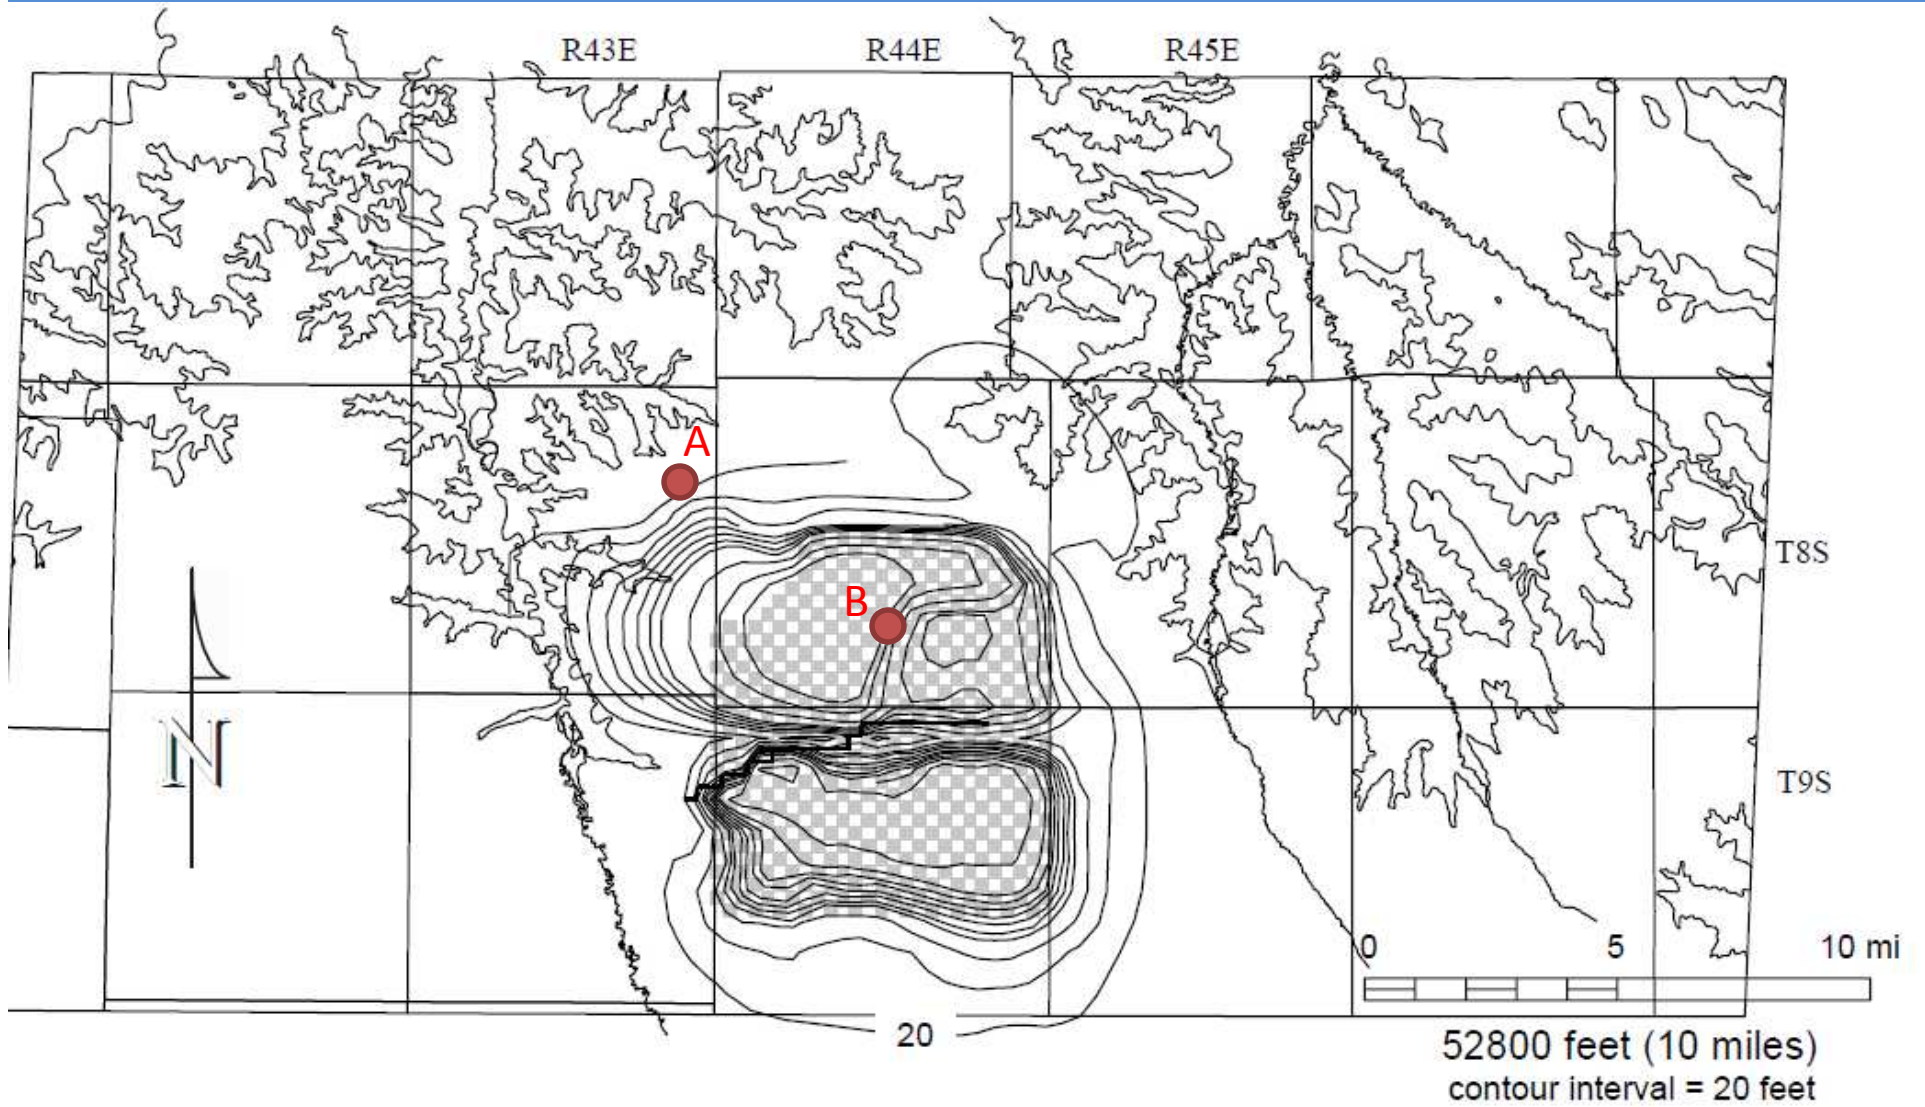 R43E R44E R45E
A
B
T8S
N
T9S
0 5 10 mi
20
52800 feet (10 miles)
contour interval = 20 feet